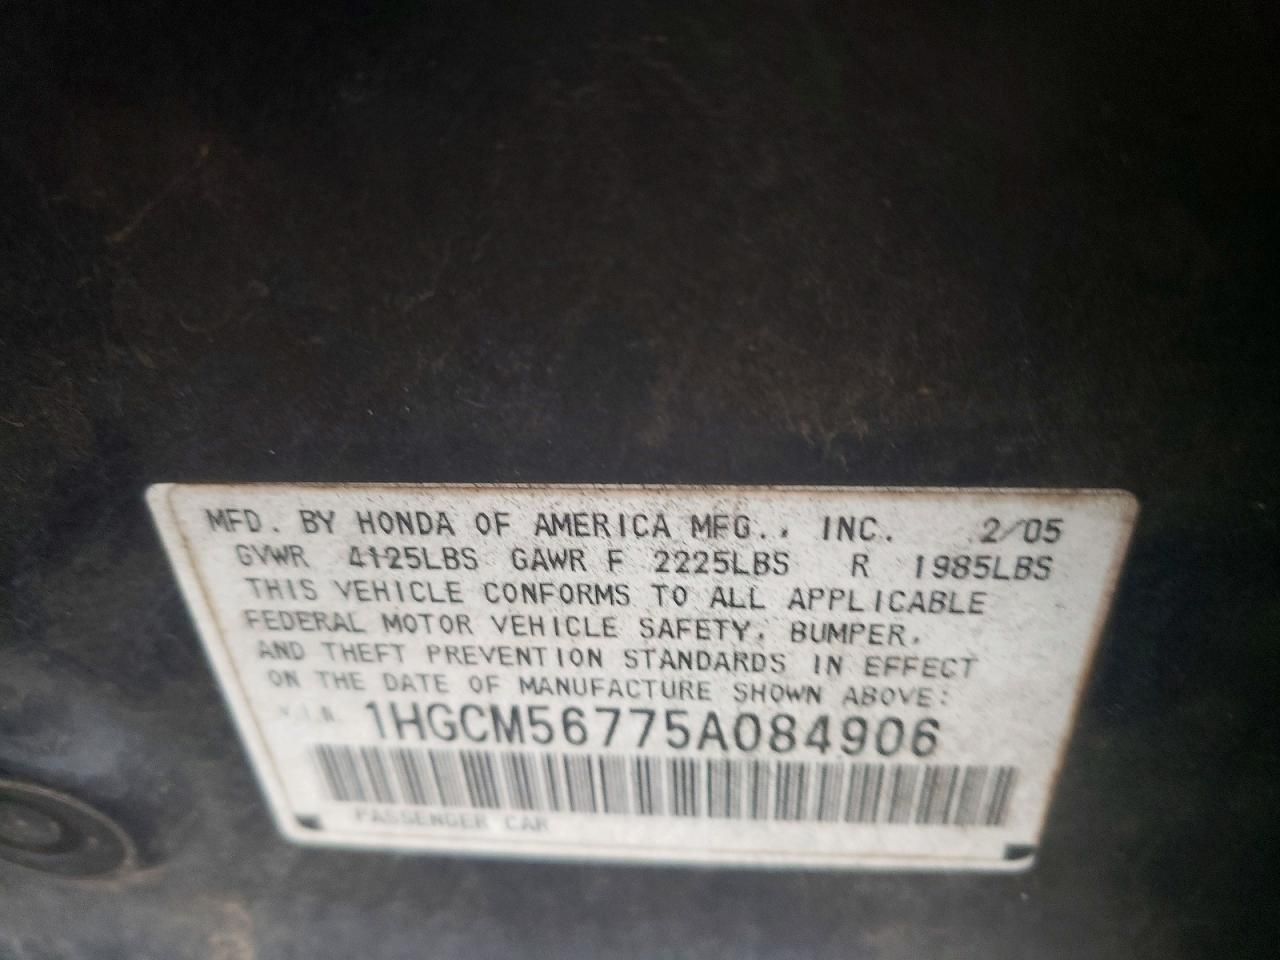 MFD. BY HONDA OF AMERICA MFG., INC. 2/05
GVWR 4125LBS GAWR F 2225LBS R 1985LBS
THIS VEHICLE CONFORMS TO ALL APPLICABLE
FEDERAL MOTOR VEHICLE SAFETY, BUMPER,
AND THEFT PREVENTION STANDARDS IN EFFECT
ON THE DATE OF MANUFACTURE SHOWN ABOVE:
V.I.N. 1HGCM56775A084906
PASSENGER CAR